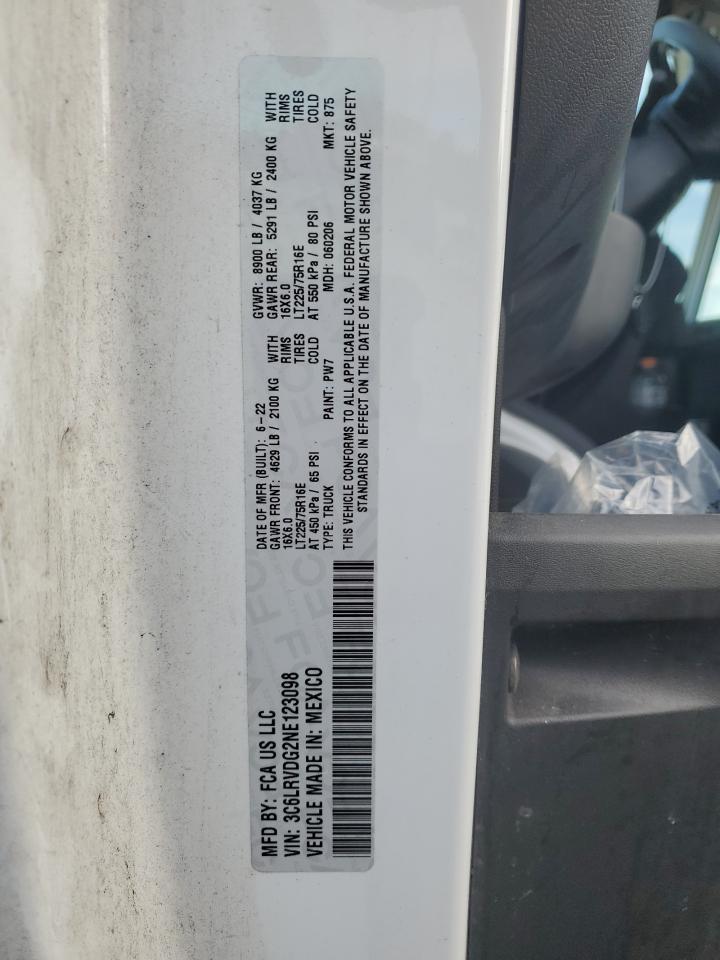 MFD BY: FCA US LLC
VIN: 3C6LRVDG2NE123098
VEHICLE MADE IN: MEXICO
DATE OF MFR (BUILT): 6-22 GVWR: 8900 LB / 4037 KG
GAWR FRONT: 4629 LB / 2100 KG WITH GAWR REAR: 5291 LB / 2400 KG WITH
16X6.0 RIMS 16X6.0 RIMS
LT225/75R16E TIRES LT225/75R16E TIRES
AT 450 kPa / 65 PSI COLD AT 550 kPa / 80 PSI COLD
TYPE: TRUCK PAINT: PW7 MDH: 060206 MKT: 875
THIS VEHICLE CONFORMS TO ALL APPLICABLE U.S.A. FEDERAL MOTOR VEHICLE SAFETY
STANDARDS IN EFFECT ON THE DATE OF MANUFACTURE SHOWN ABOVE.